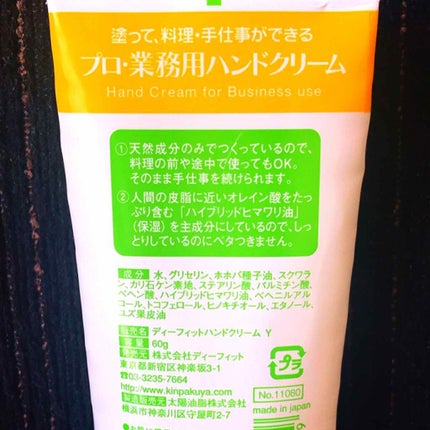 塗って、料理・手仕事ができる
プロ・業務用ハンドクリーム
Hand Cream for Business use
①天然成分のみでつくっているので、
料理の前や途中で使ってもOK。
そのまま手仕事を続けられます。
②人間の皮脂に近いオレイン酸をた
っぷり含む「ハイブリッドヒマワリ油」
(保湿)を主成分にしているので、しっ
とりしているのにベタつきません。
成分 水、グリセリン、ホホバ種子油、スクワラ
ン、カリ石ケン素地、ステアリン酸、パルミチン酸、
ベヘン酸、ハイブリッドヒマワリ油、ベヘニルアル
コール、トコフェロール、ヒノキチオール、エタノール、
ユズ果皮油
販売名 ディーフィットハンドクリーム Y
容量 60g
発売元 株式会社ディーフィット
東京都新宿区神楽坂3-1
☎03-3235-7664
www.kinpakuya.com
製造販売元 太陽油脂株式会社
横浜市神奈川区守屋町2-7
プラ
No.11080
made in japan